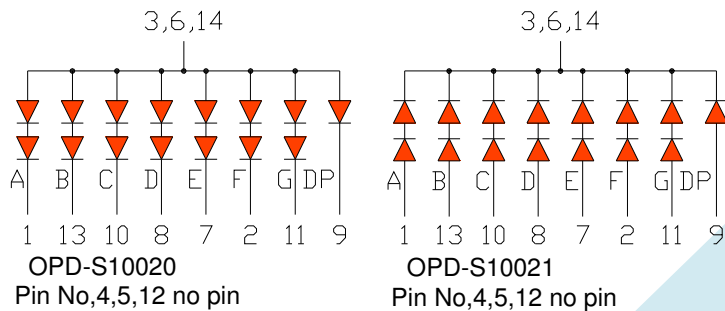 3,6,14
A B C D E F G DP
1 13 10 8 7 2 11 9
OPD-S10020
Pin No,4,5,12 no pin
3,6,14
A B C D E F G DP
1 13 10 8 7 2 11 9
OPD-S10021
Pin No,4,5,12 no pin